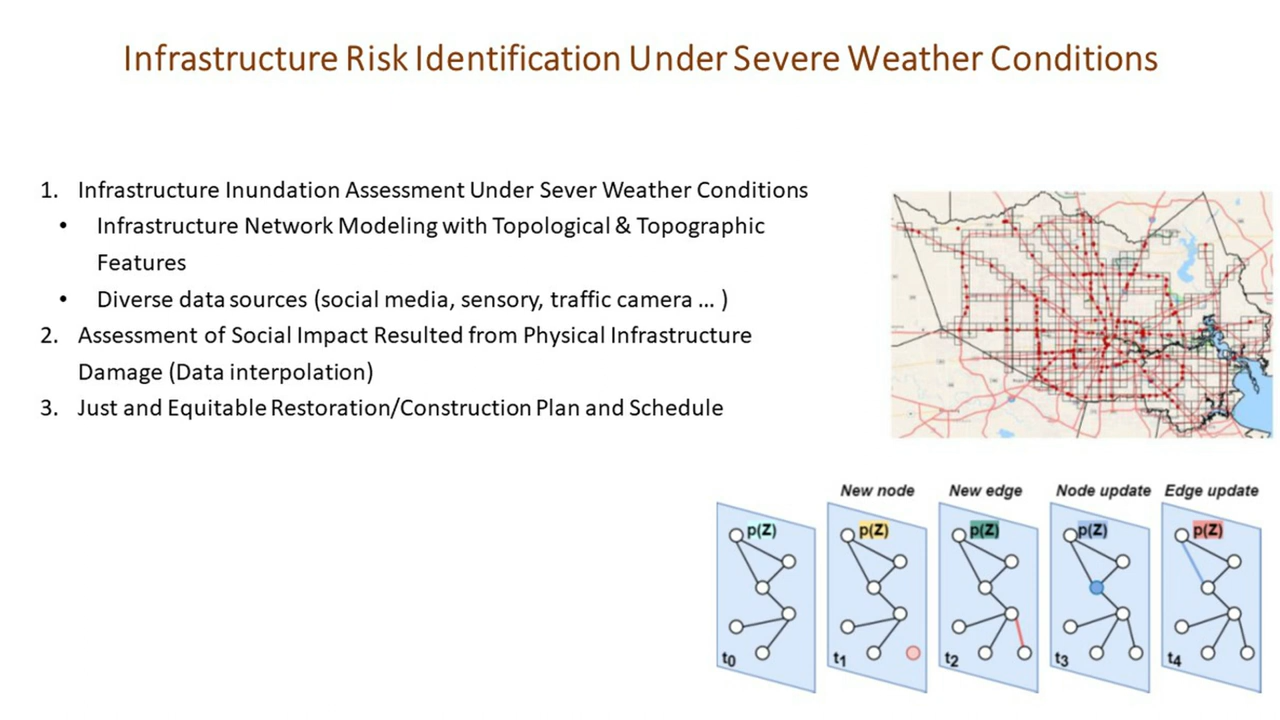 Infrastructure Risk Identification Under Severe Weather Conditions
1. Infrastructure Inundation Assessment Under Sever Weather Conditions
• Infrastructure Network Modeling with Topological & Topographic
Features
• Diverse data sources (social media, sensory, traffic camera ... )
2. Assessment of Social Impact Resulted from Physical Infrastructure
Damage (Data interpolation)
3. Just and Equitable Restoration/Construction Plan and Schedule
New node New edge Node update Edge update
p(Z) p(Z) p(Z) p(Z) p(Z)
t0 t1 t2 t3 t4